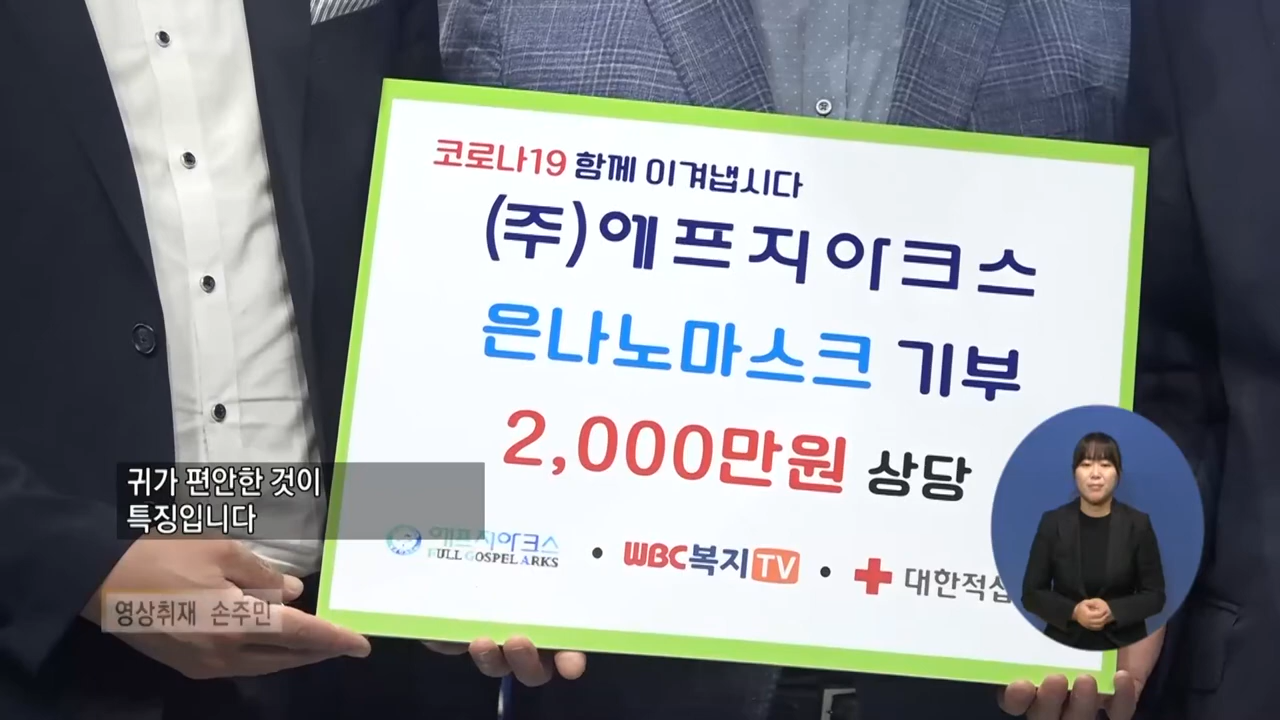 코로나19 함께 이겨냅시다
(주)에프지아크스
은나노마스크 기부
2,000만원 상당
에프지아크스
FULL GOSPEL ARKS
• WBC복지TV • 대한적십
귀가 편안한 것이
특징입니다
영상취재 손주민